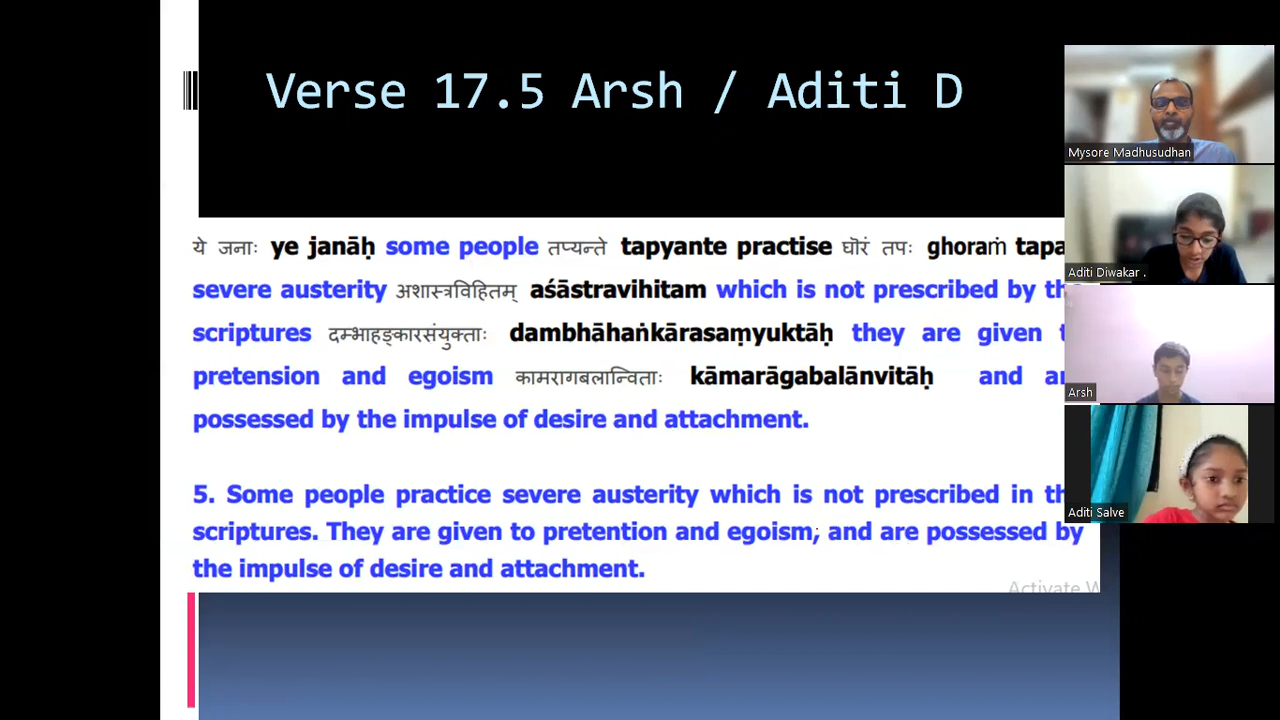 Verse 17.5 Arsh / Aditi D
ये जनाः ye janāḥ some people तप्यन्ते tapyante practise घॊरं तपः ghoraṁ tapa
severe austerity अशास्त्रविहितम् aśāstravihitam which is not prescribed by th
scriptures दम्भाहङ्कारसंयुक्ताः dambhāhaṅkārasaṃyuktāḥ they are given t
pretension and egoism कामरागबलान्विताः kāmarāgabalānvitāḥ and ar
possessed by the impulse of desire and attachment.
5. Some people practice severe austerity which is not prescribed in th
scriptures. They are given to pretention and egoism, and are possessed by
the impulse of desire and attachment.
Activate W
Mysore Madhusudhan
Aditi Diwakar .
Arsh
Aditi Salve